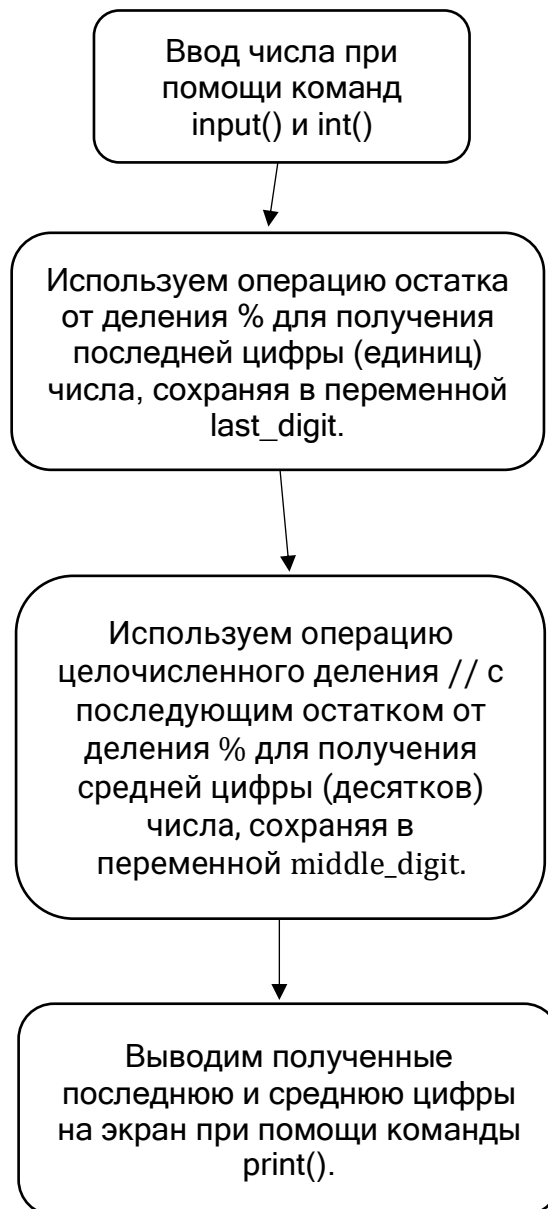 Ввод числа при
помощи команд
input() и int()
Используем операцию остатка
от деления % для получения
последней цифры (единиц)
числа, сохраняя в переменной
last_digit.
Используем операцию
целочисленного деления // с
последующим остатком от
деления % для получения
средней цифры (десятков)
числа, сохраняя в
переменной middle_digit.
Выводим полученные
последнюю и среднюю цифры
на экран при помощи команды
print().